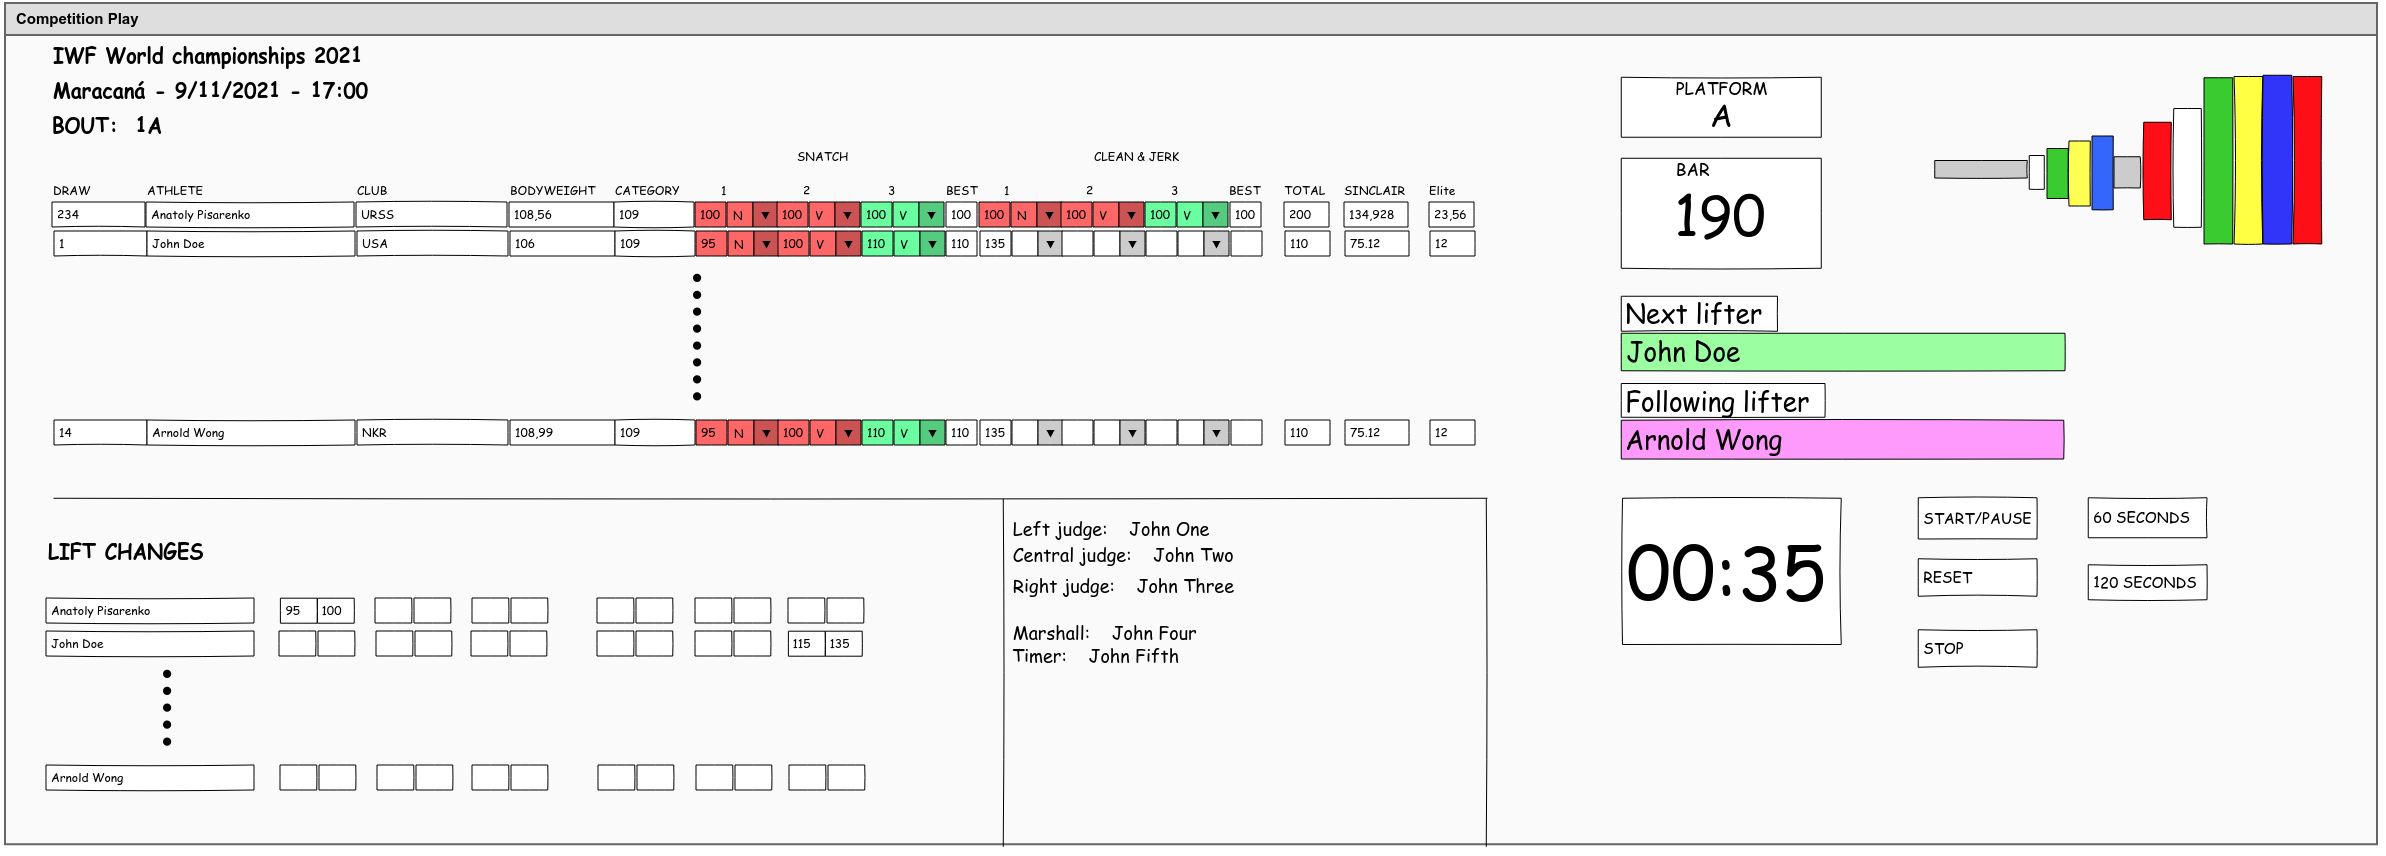 Competition Play
IWF World championships 2021
Maracaná - 9/11/2021 - 17:00
BOUT: 1A
SNATCH CLEAN & JERK
DRAW ATHLETE CLUB BODYWEIGHT CATEGORY 1 2 3 BEST 1 2 3 BEST TOTAL SINCLAIR Elite
234 Anatoly Pisarenko URSS 108,56 109 100 N ▼ 100 V ▼ 100 V ▼ 100 100 N ▼ 100 V ▼ 100 V ▼ 100 200 134,928 23,56
1 John Doe USA 106 109 95 N ▼ 100 V ▼ 110 V ▼ 110 135 ▼ ▼ ▼ 110 75.12 12
14 Arnold Wong NKR 108,99 109 95 N ▼ 100 V ▼ 110 V ▼ 110 135 ▼ ▼ ▼ 110 75.12 12
PLATFORM
A
BAR
190
Next lifter
John Doe
Following lifter
Arnold Wong
LIFT CHANGES
Anatoly Pisarenko 95 100
John Doe 115 135
Arnold Wong
Left judge: John One
Central judge: John Two
Right judge: John Three
Marshall: John Four
Timer: John Fifth
00:35
START/PAUSE 60 SECONDS
RESET 120 SECONDS
STOP